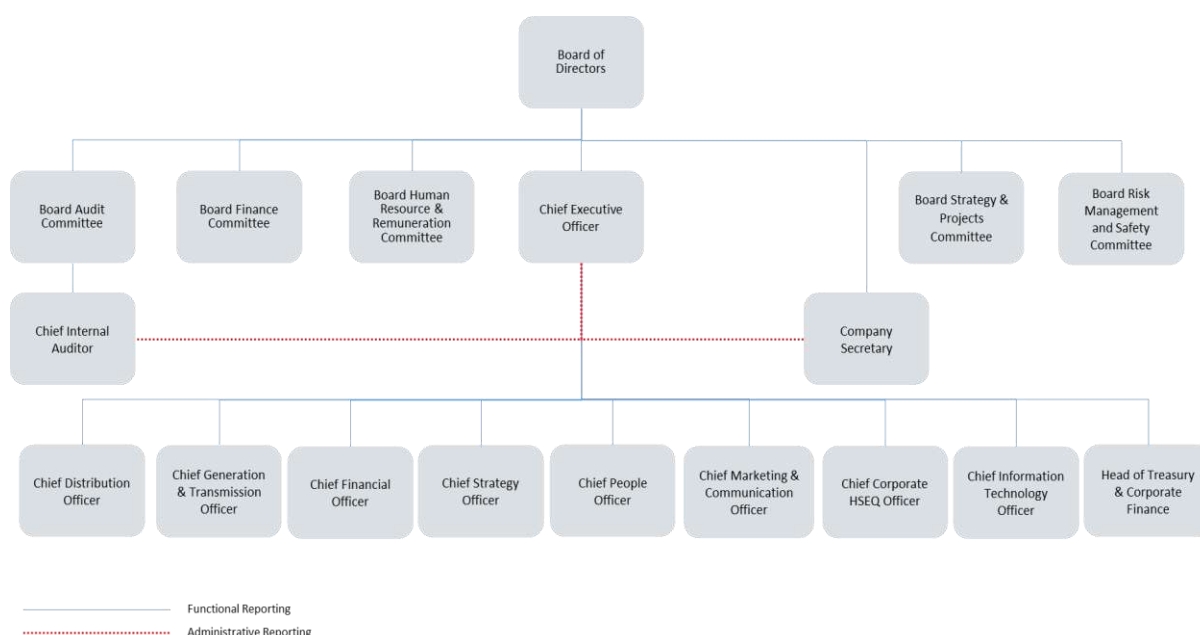 Board of
Directors
Board Audit
Committee
Board Finance
Committee
Board Human
Resource &
Remuneration
Committee
Chief Executive
Officer
Board Strategy &
Projects
Committee
Board Risk
Management
and Safety
Committee
Chief Internal
Auditor
Company
Secretary
Chief Distribution
Officer
Chief Generation
& Transmission
Officer
Chief Financial
Officer
Chief Strategy
Officer
Chief People
Officer
Chief Marketing &
Communication
Officer
Chief Corporate
HSEQ Officer
Chief Information
Technology
Officer
Head of Treasury
& Corporate
Finance
Functional Reporting
Administrative Reporting